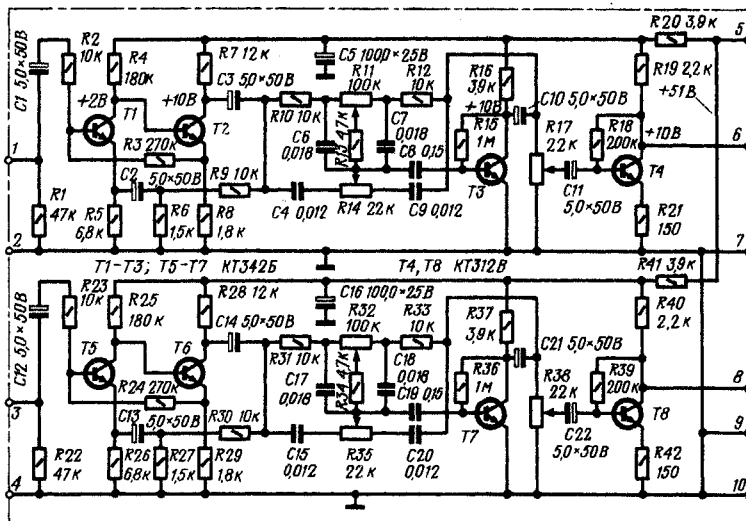 R20 3,9к
5
R2
10к
R4
180к
R7 12к
C5 100,0×25В
C1 5,0×50В
C3 5,0×50В
R11
100к
R12
10к
R16
3,9к
R19 2,2к
+51В
+2В
T1
+10В
T2
R10 10к
R13 47к
C7
0,018
+10В
C10 5,0×50В
R17
22к
R18
200к
+10В
6
C6
0,018
R15
1М
R3 270к
C8 0,15
T3
T4
1
C2
5,0×50В
R9 10к
C11
5,0×50В
R1
47к
R5
6,8к
R6
1,5к
R8
1,8к
C4 0,012
R14 22к
C9 0,012
R21
150
2
7
T1-T3; T5-T7 КТ342Б
T4, T8 КТ312В
R41 3,9к
R23
10к
R25
180к
R28 12к
C16 100,0×25В
C12 5,0×50В
C14 5,0×50В
R32
100к
R33
10к
R37
3,9к
R40
2,2к
T5
T6
R31 10к
R34 47к
C18
0,018
C21 5,0×50В
C17
0,018
R36
1М
R38
22к
R39
200к
8
R24 270к
C19 0,15
T7
T8
3
C13
5,0×50В
R30 10к
C22
5,0×50В
9
R22
47к
R26
6,8к
R27
1,5к
R29
1,8к
C15
0,012
R35
22к
C20
0,012
R42
150
4
10